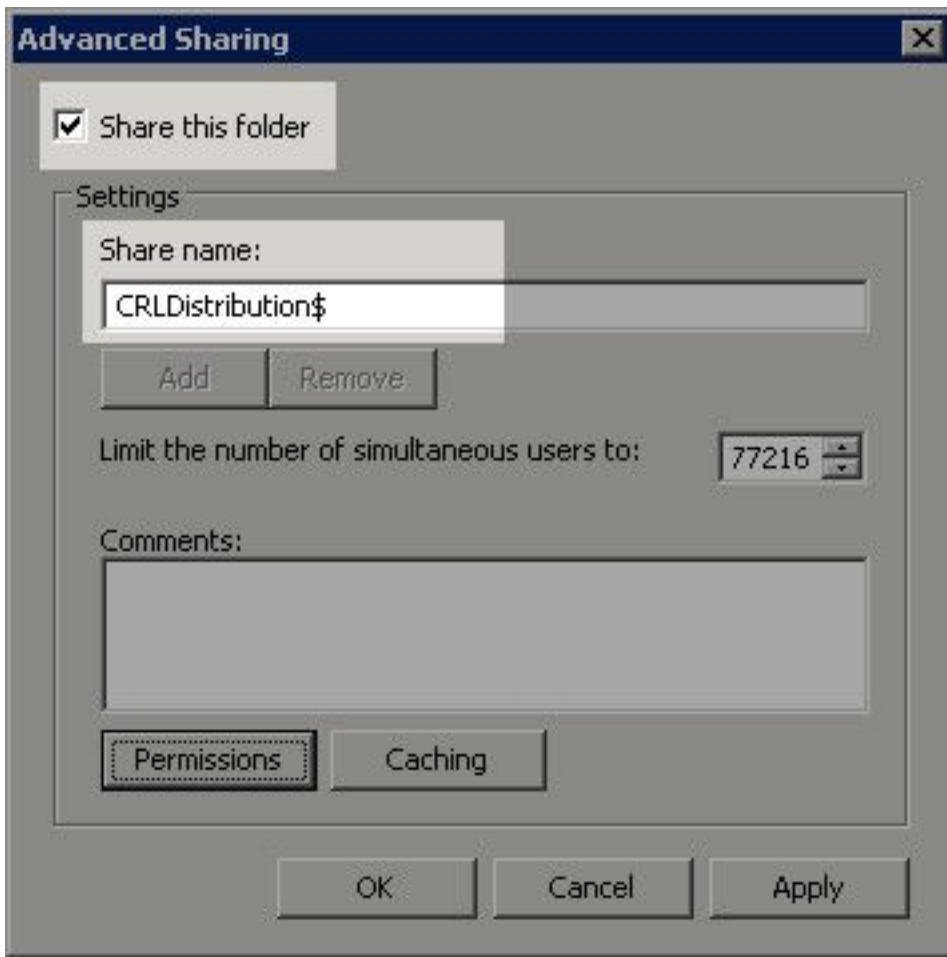 Advanced Sharing
Share this folder
Settings
Share name:
CRLDistribution$
Add Remove
Limit the number of simultaneous users to: 77216
Comments:
Permissions Caching
OK Cancel Apply